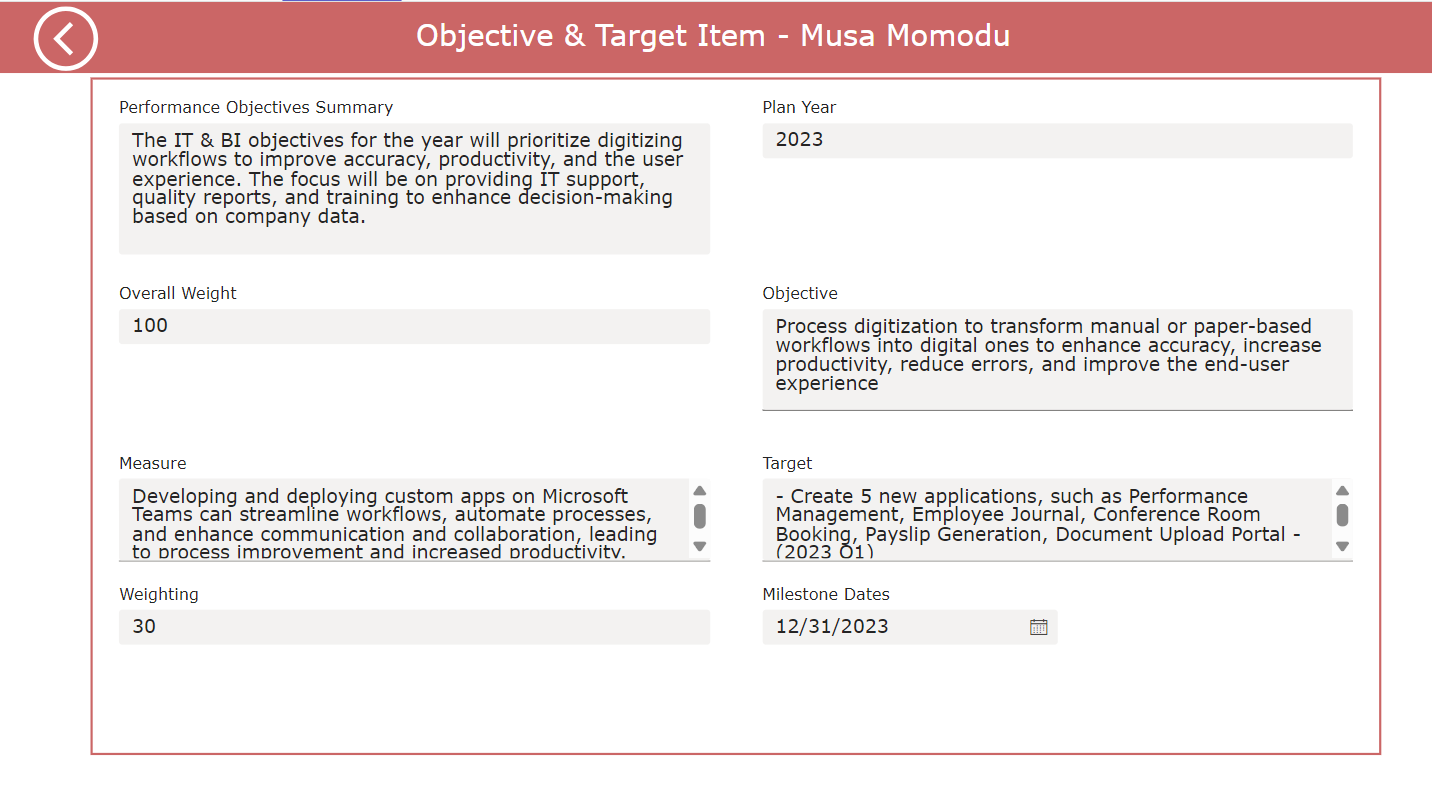 Objective & Target Item - Musa Momodu
Performance Objectives Summary
The IT & BI objectives for the year will prioritize digitizing
workflows to improve accuracy, productivity, and the user
experience. The focus will be on providing IT support,
quality reports, and training to enhance decision-making
based on company data.
Plan Year
2023
Overall Weight
100
Objective
Process digitization to transform manual or paper-based
workflows into digital ones to enhance accuracy, increase
productivity, reduce errors, and improve the end-user
experience
Measure
Developing and deploying custom apps on Microsoft
Teams can streamline workflows, automate processes,
and enhance communication and collaboration, leading
to process improvement and increased productivity.
Target
- Create 5 new applications, such as Performance
Management, Employee Journal, Conference Room
Booking, Payslip Generation, Document Upload Portal -
(2023 Q1)
Weighting
30
Milestone Dates
12/31/2023